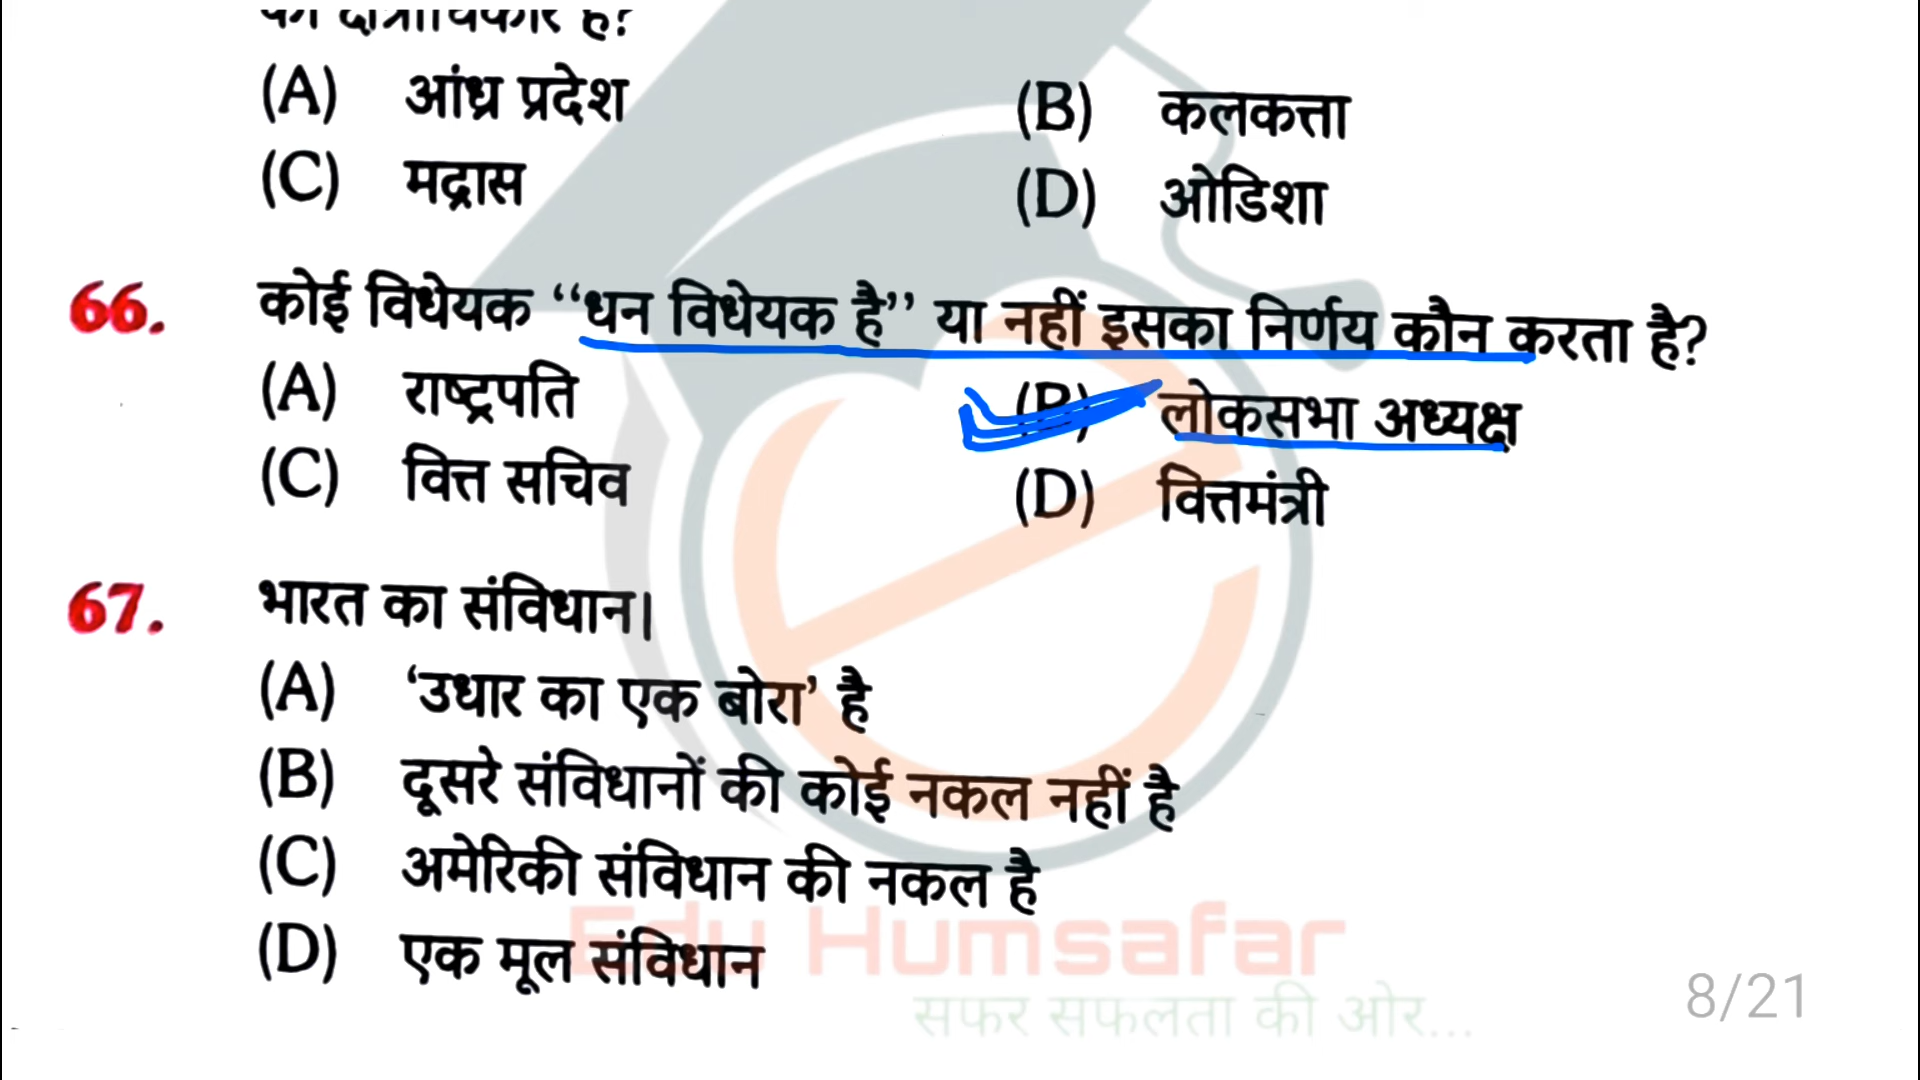 का क्षेत्राधिकार है?
(A) आंध्र प्रदेश (B) कलकत्ता
(C) मद्रास (D) ओडिशा
66. कोई विधेयक “धन विधेयक है” या नहीं इसका निर्णय कौन करता है?
(A) राष्ट्रपति (B) लोकसभा अध्यक्ष
(C) वित्त सचिव (D) वित्तमंत्री
67. भारत का संविधान।
(A) ‘उधार का एक बोरा’ है
(B) दूसरे संविधानों की कोई नकल नहीं है
(C) अमेरिकी संविधान की नकल है
(D) एक मूल संविधान
Edu Humsafar
सफर सफलता की ओर...
8/21